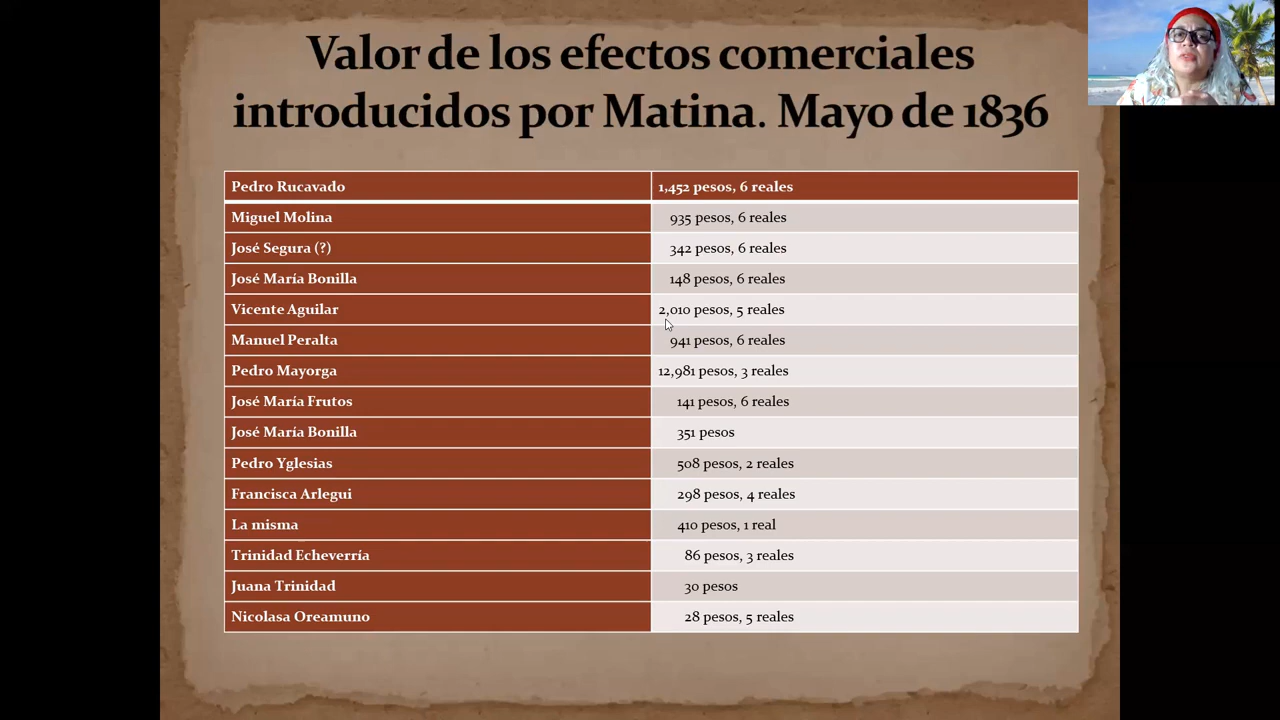 Valor de los efectos comerciales
introducidos por Matina. Mayo de 1836
Pedro Rucavado 1,452 pesos, 6 reales
Miguel Molina 935 pesos, 6 reales
José Segura (?) 342 pesos, 6 reales
José María Bonilla 148 pesos, 6 reales
Vicente Aguilar 2,010 pesos, 5 reales
Manuel Peralta 941 pesos, 6 reales
Pedro Mayorga 12,981 pesos, 3 reales
José María Frutos 141 pesos, 6 reales
José María Bonilla 351 pesos
Pedro Yglesias 508 pesos, 2 reales
Francisca Arlegui 298 pesos, 4 reales
La misma 410 pesos, 1 real
Trinidad Echeverría 86 pesos, 3 reales
Juana Trinidad 30 pesos
Nicolasa Oreamuno 28 pesos, 5 reales